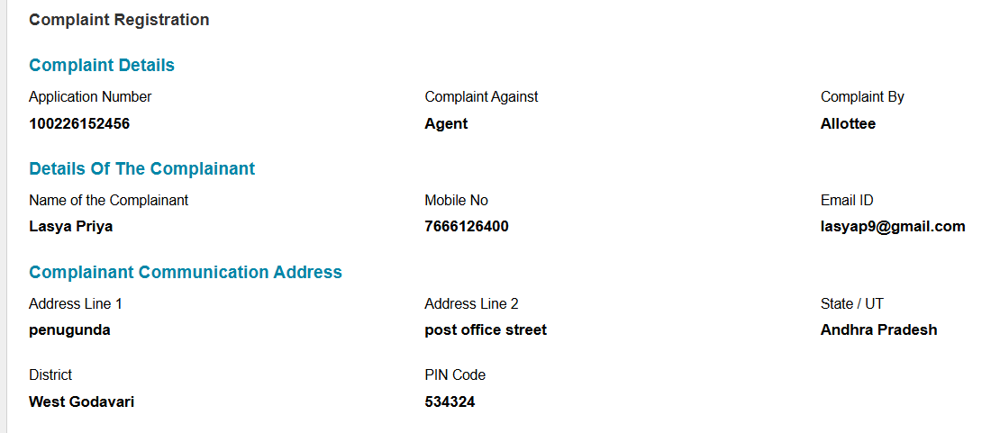 Complaint Registration
Complaint Details
Application Number Complaint Against Complaint By
100226152456 Agent Allottee
Details Of The Complainant
Name of the Complainant Mobile No Email ID
Lasya Priya 7666126400 lasyap9@gmail.com
Complainant Communication Address
Address Line 1 Address Line 2 State / UT
penugunda post office street Andhra Pradesh
District PIN Code
West Godavari 534324